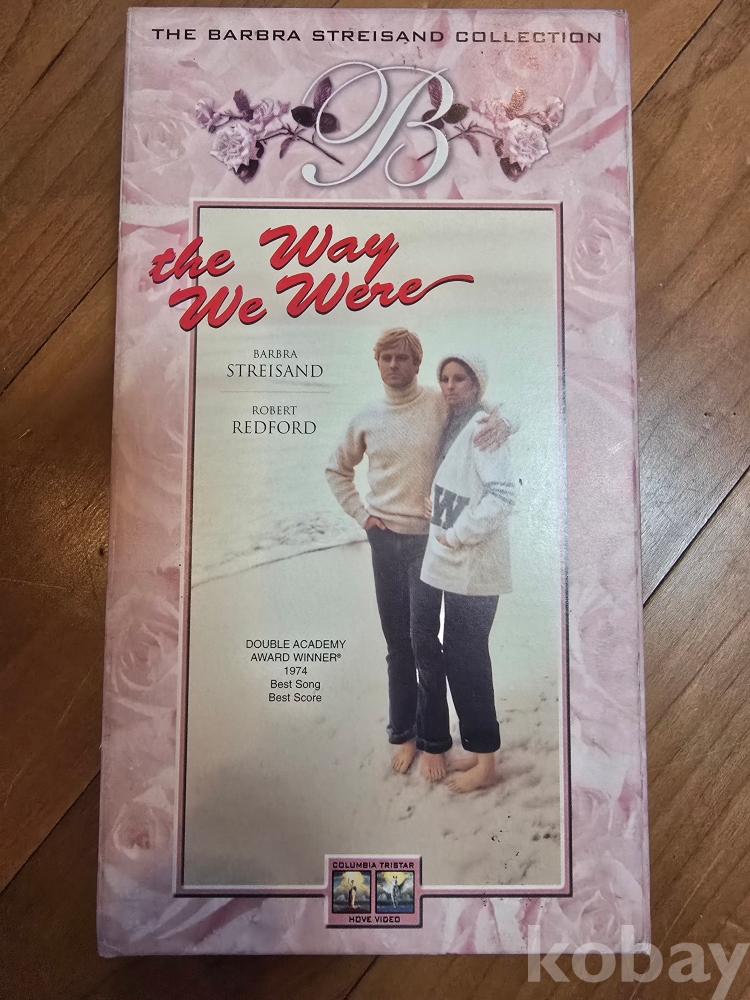 THE BARBRA STREISAND COLLECTION
B
the Way
We Were
BARBRA
STREISAND
ROBERT
REDFORD
W
DOUBLE ACADEMY
AWARD WINNER®
1974
Best Song
Best Score
COLUMBIA TRISTAR
HOVE VIDEO
kobay